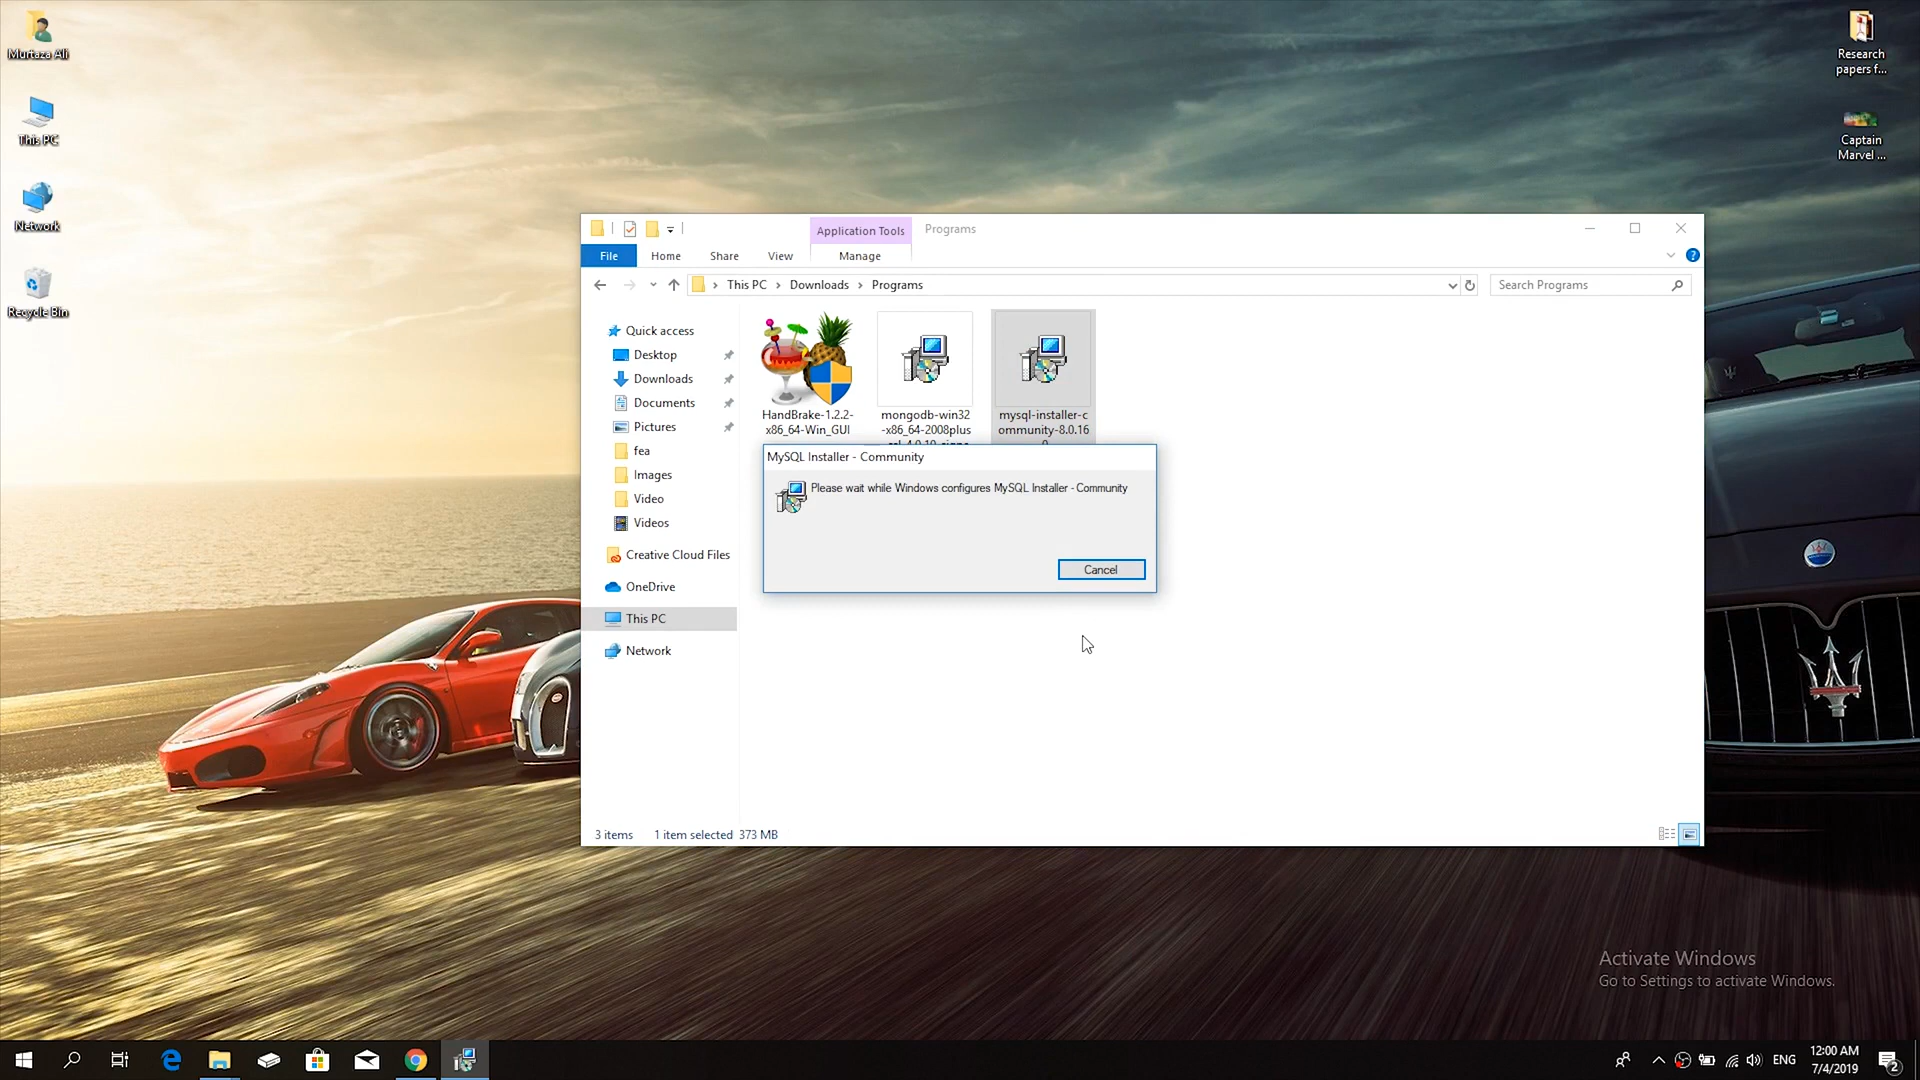 Murtaza Ali
This PC
Network
Recycle Bin
Research
papers f...
Captain
Marvel ...
Application Tools
Programs
File
Home
Share
View
Manage
This PC
Downloads
Programs
Search Programs
Quick access
Desktop
Downloads
Documents
Pictures
fea
Images
Video
Videos
Creative Cloud Files
OneDrive
This PC
Network
HandBrake-1.2.2-
x86_64-Win_GUI
mongodb-win32
-x86_64-2008plus
mysql-installer-c
ommunity-8.0.16
MySQL Installer - Community
Please wait while Windows configures MySQL Installer - Community
Cancel
3 items
1 item selected 373 MB
Activate Windows
Go to Settings to activate Windows.
ENG
12:00 AM
7/4/2019
2